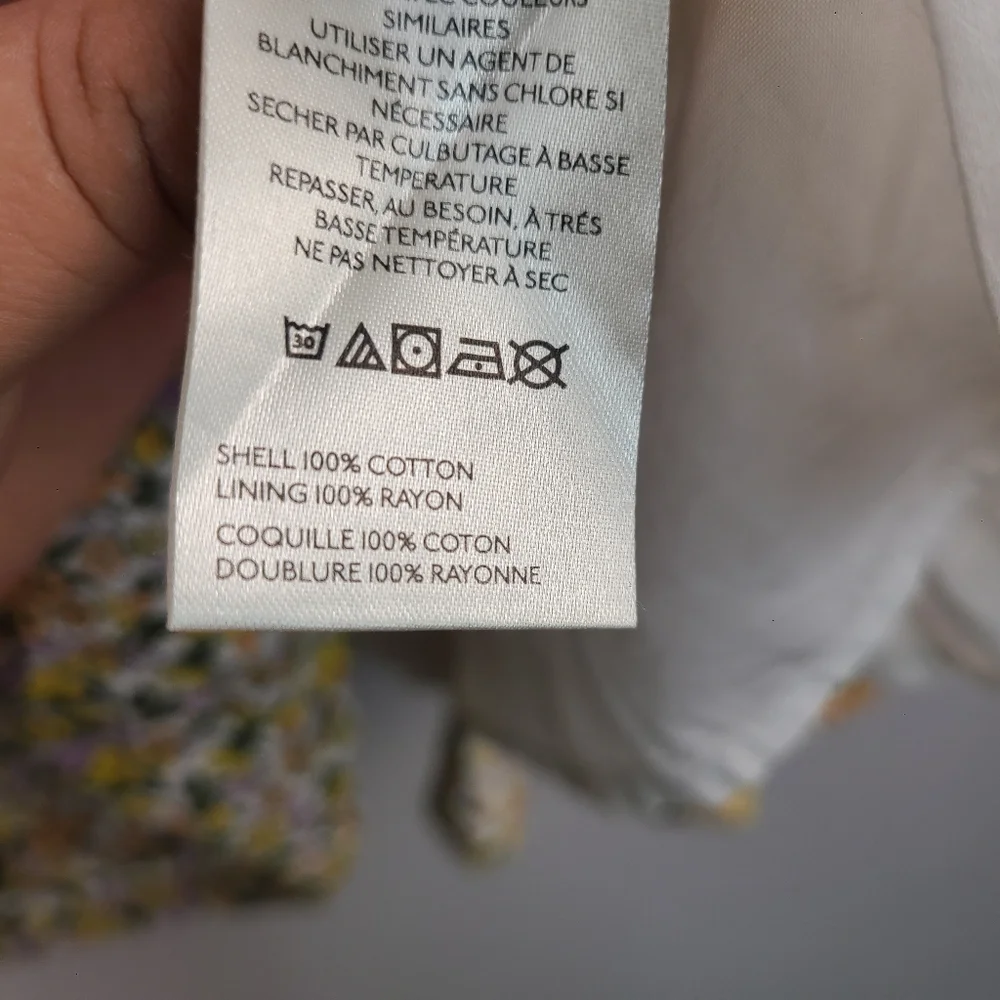 COULEURS
SIMILAIRES
UTILISER UN AGENT DE
BLANCHIMENT SANS CHLORE SI
NÉCESSAIRE
SECHER PAR CULBUTAGE À BASSE
TEMPERATURE
REPASSER, AU BESOIN, À TRÉS
BASSE TEMPÉRATURE
NE PAS NETTOYER À SEC
30
SHELL 100% COTTON
LINING 100% RAYON
COQUILLE 100% COTON
DOUBLURE 100% RAYONNE